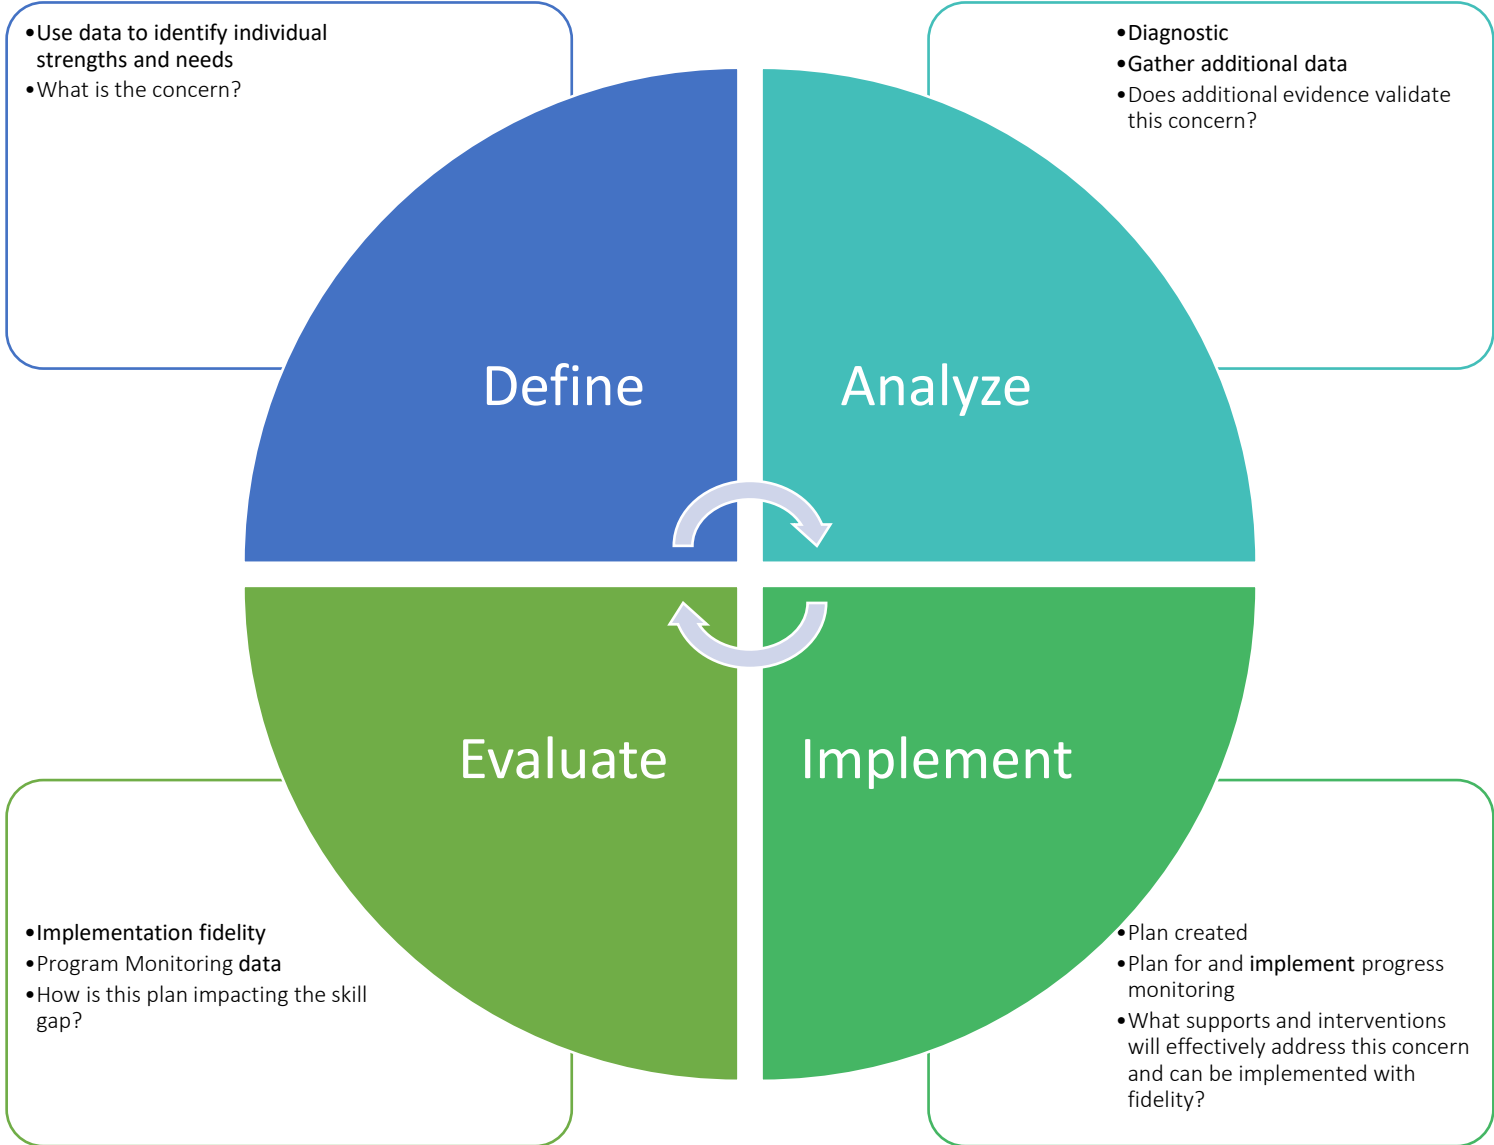 •Use data to identify individual
strengths and needs
•What is the concern?
•Diagnostic
•Gather additional data
•Does additional evidence validate
this concern?
Define
Analyze
Evaluate
Implement
•Implementation fidelity
•Program Monitoring data
•How is this plan impacting the skill
gap?
•Plan created
•Plan for and implement progress
monitoring
•What supports and interventions
will effectively address this concern
and can be implemented with
fidelity?